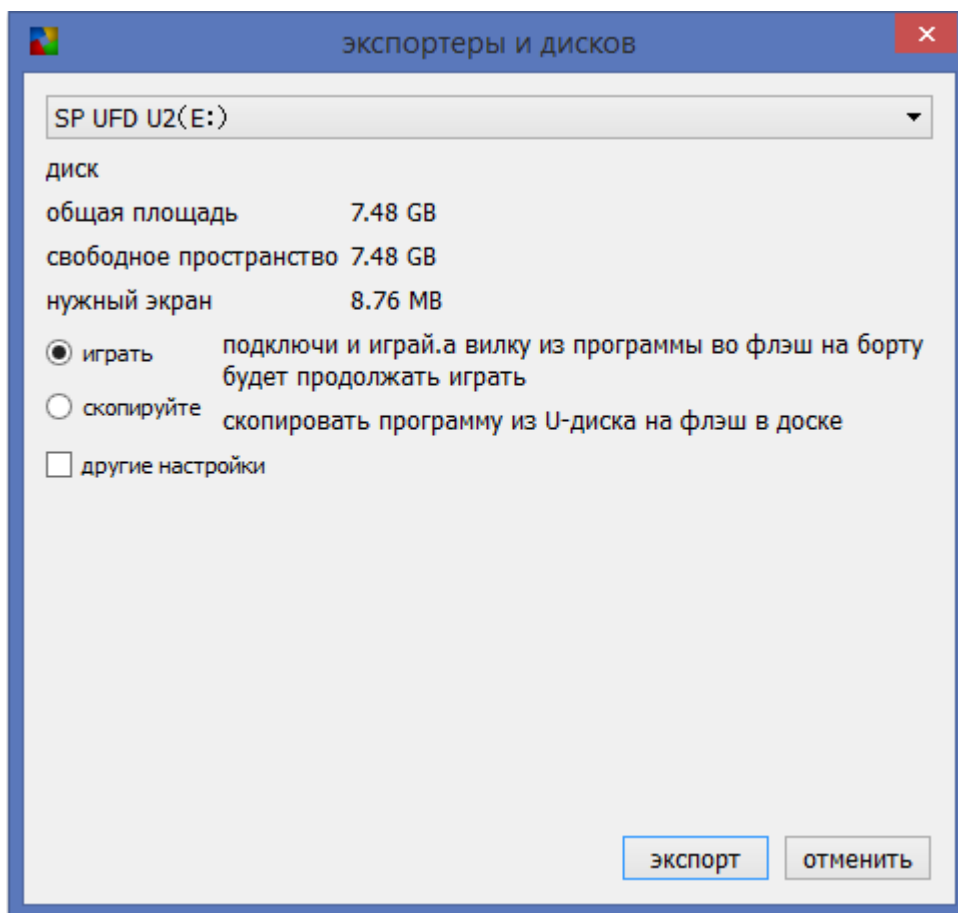 экспортеры и дисков
SP UFD U2(E:)
диск
общая площадь 7.48 GB
свободное пространство 7.48 GB
нужный экран 8.76 MB
играть подключи и играй.а вилку из программы во флэш на борту
будет продолжать играть
скопируйте скопировать программу из U-диска на флэш в доске
другие настройки
экспорт отменить